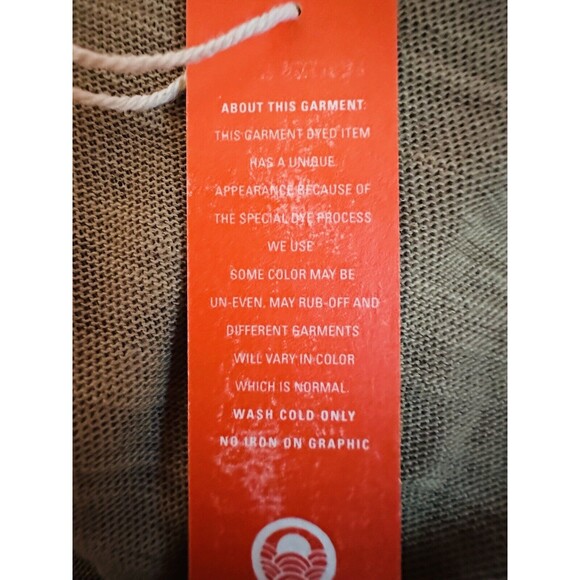 ABOUT THIS GARMENT:
THIS GARMENT DYED ITEM
HAS A UNIQUE
APPEARANCE BECAUSE OF
THE SPECIAL DYE PROCESS
WE USE
SOME COLOR MAY BE
UN-EVEN, MAY RUB-OFF AND
DIFFERENT GARMENTS
WILL VARY IN COLOR
WHICH IS NORMAL.
WASH COLD ONLY
NO IRON ON GRAPHIC